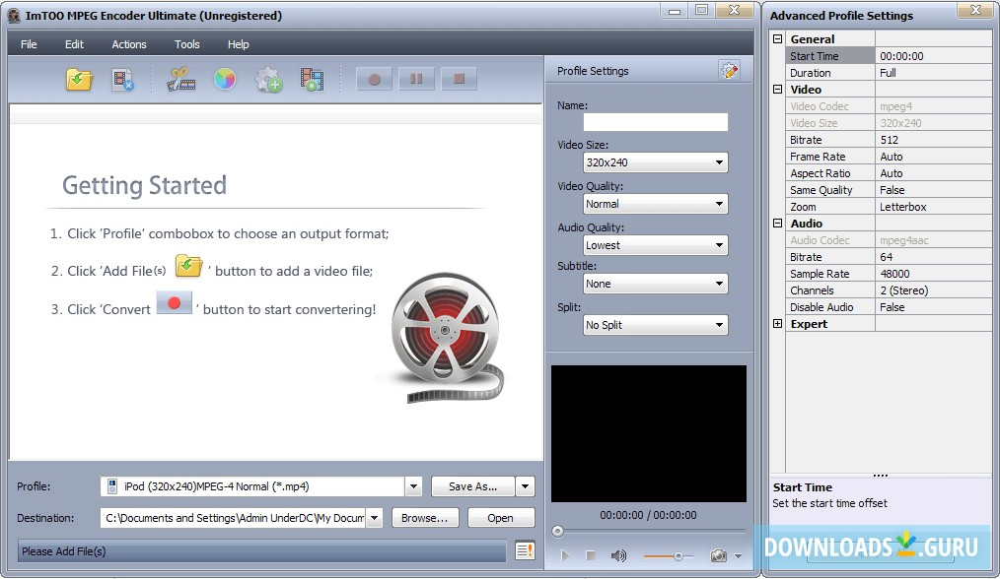 ImTOO MPEG Encoder Ultimate (Unregistered)
File Edit Actions Tools Help
Getting Started
1. Click 'Profile' combobox to choose an output format;
2. Click 'Add File(s) ' button to add a video file;
3. Click 'Convert ' button to start convertering!
Profile: iPod (320x240)MPEG-4 Normal (*.mp4) Save As...
Destination: C:\Documents and Settings\Admin UnderDC\My Docum Browse... Open
Please Add File(s)
Profile Settings
Name:
Video Size:
320x240
Video Quality:
Normal
Audio Quality:
Lowest
Subtitle:
None
Split:
No Split
00:00:00 / 00:00:00
Advanced Profile Settings
General
Start Time 00:00:00
Duration Full
Video
Video Codec mpeg4
Video Size 320x240
Bitrate 512
Frame Rate Auto
Aspect Ratio Auto
Same Quality False
Zoom Letterbox
Audio
Audio Codec mpeg4aac
Bitrate 64
Sample Rate 48000
Channels 2 (Stereo)
Disable Audio False
Expert
Start Time
Set the start time offset
DOWNLOADS.GURU